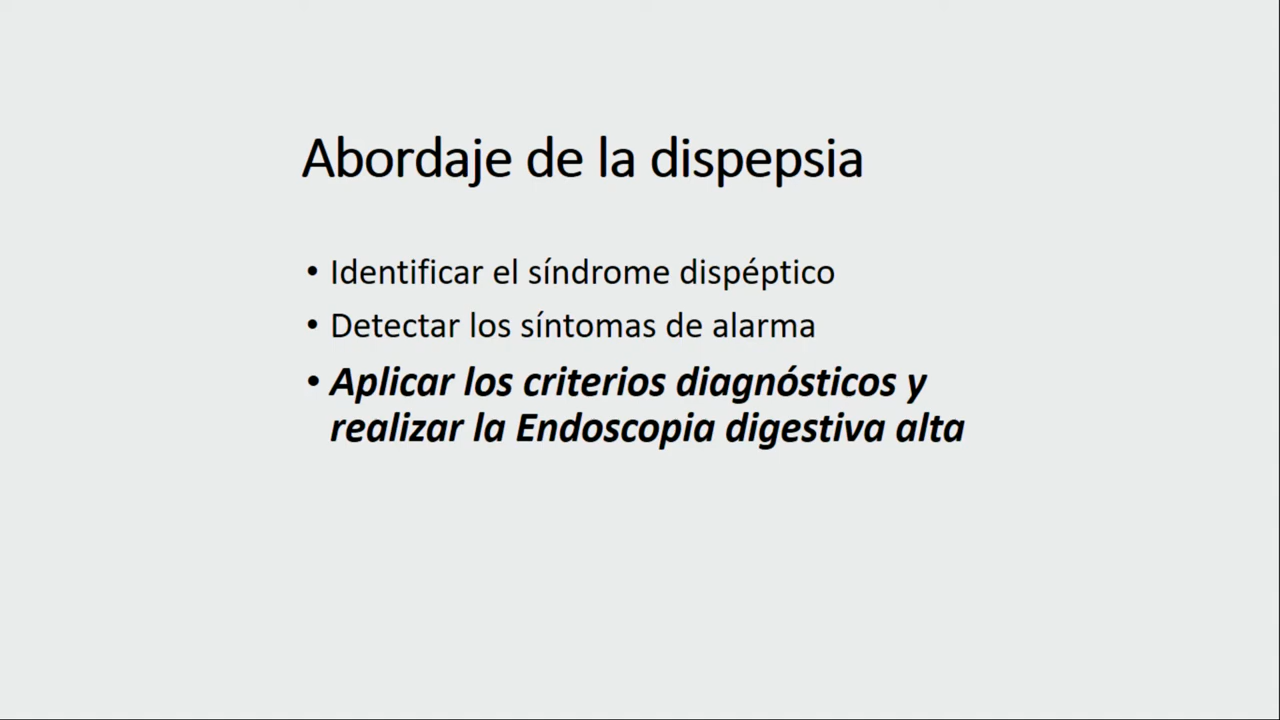 Abordaje de la dispepsia
• Identificar el síndrome dispéptico
• Detectar los síntomas de alarma
• Aplicar los criterios diagnósticos y
realizar la Endoscopia digestiva alta